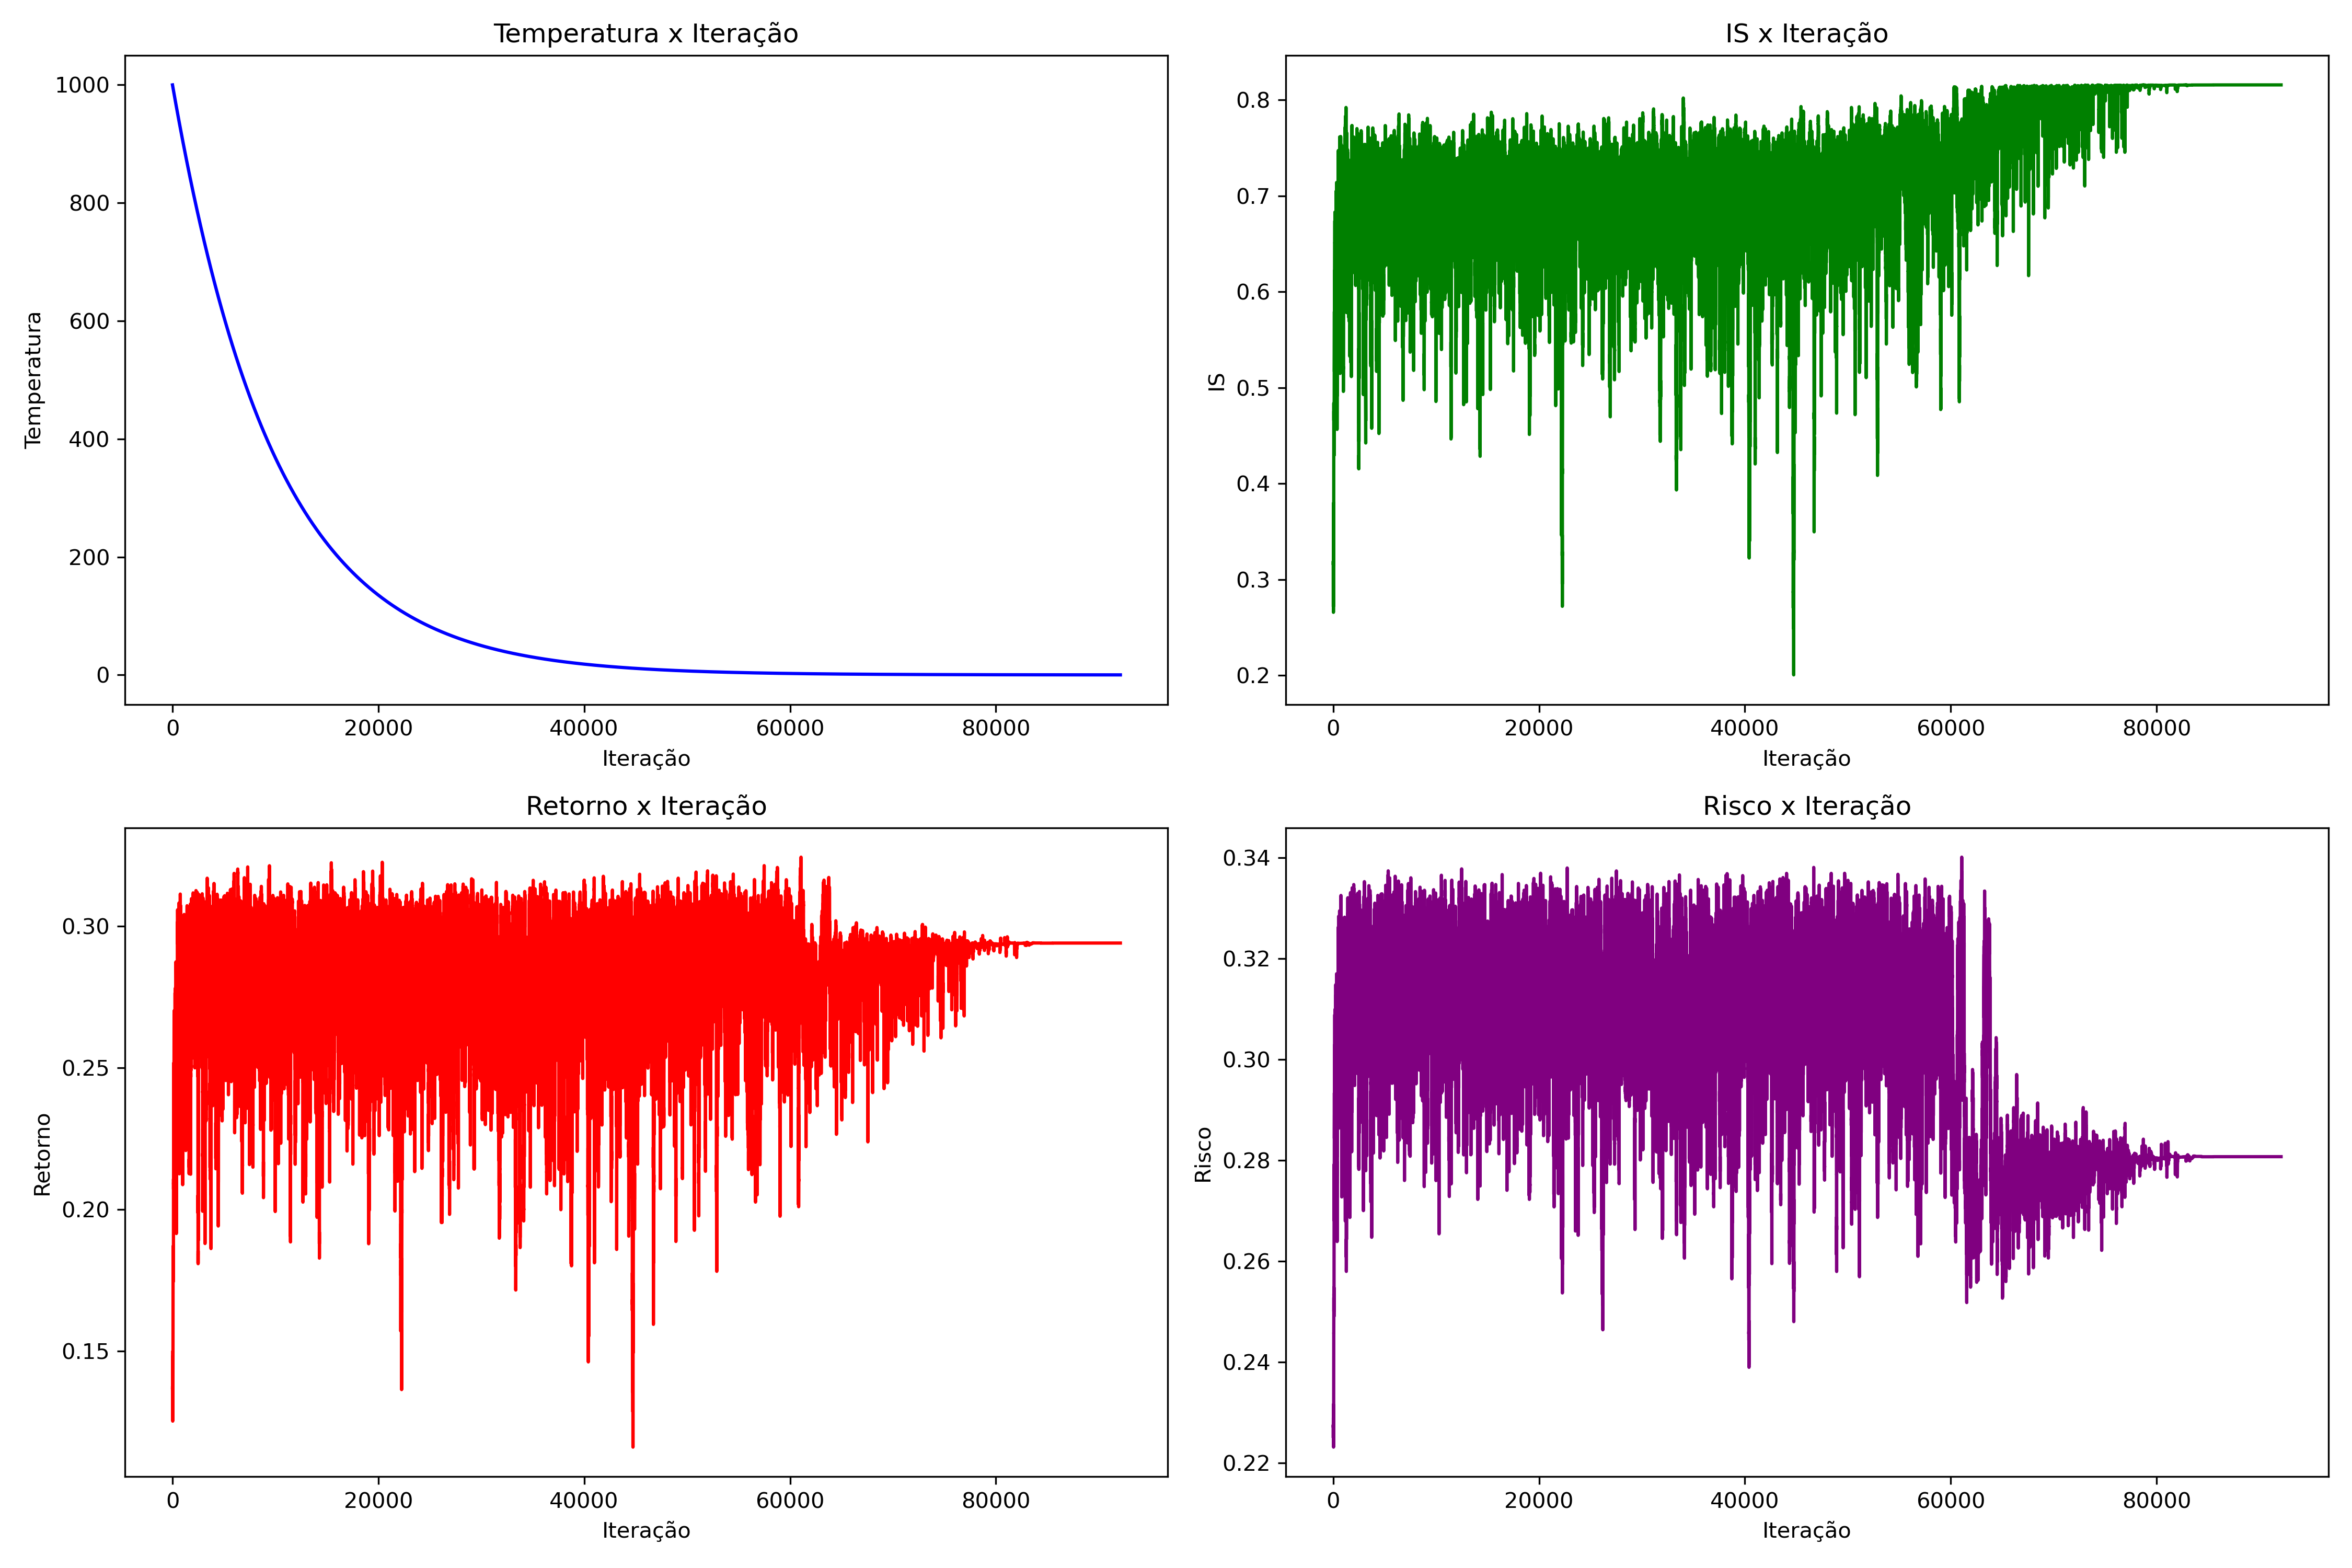 Temperatura x Iteração
1000
800
600
400
200
0
Temperatura
0 20000 40000 60000 80000
Iteração
IS x Iteração
0.8
0.7
0.6
0.5
0.4
0.3
0.2
IS
0 20000 40000 60000 80000
Iteração
Retorno x Iteração
0.30
0.25
0.20
0.15
Retorno
0 20000 40000 60000 80000
Iteração
Risco x Iteração
0.34
0.32
0.30
0.28
0.26
0.24
0.22
Risco
0 20000 40000 60000 80000
Iteração